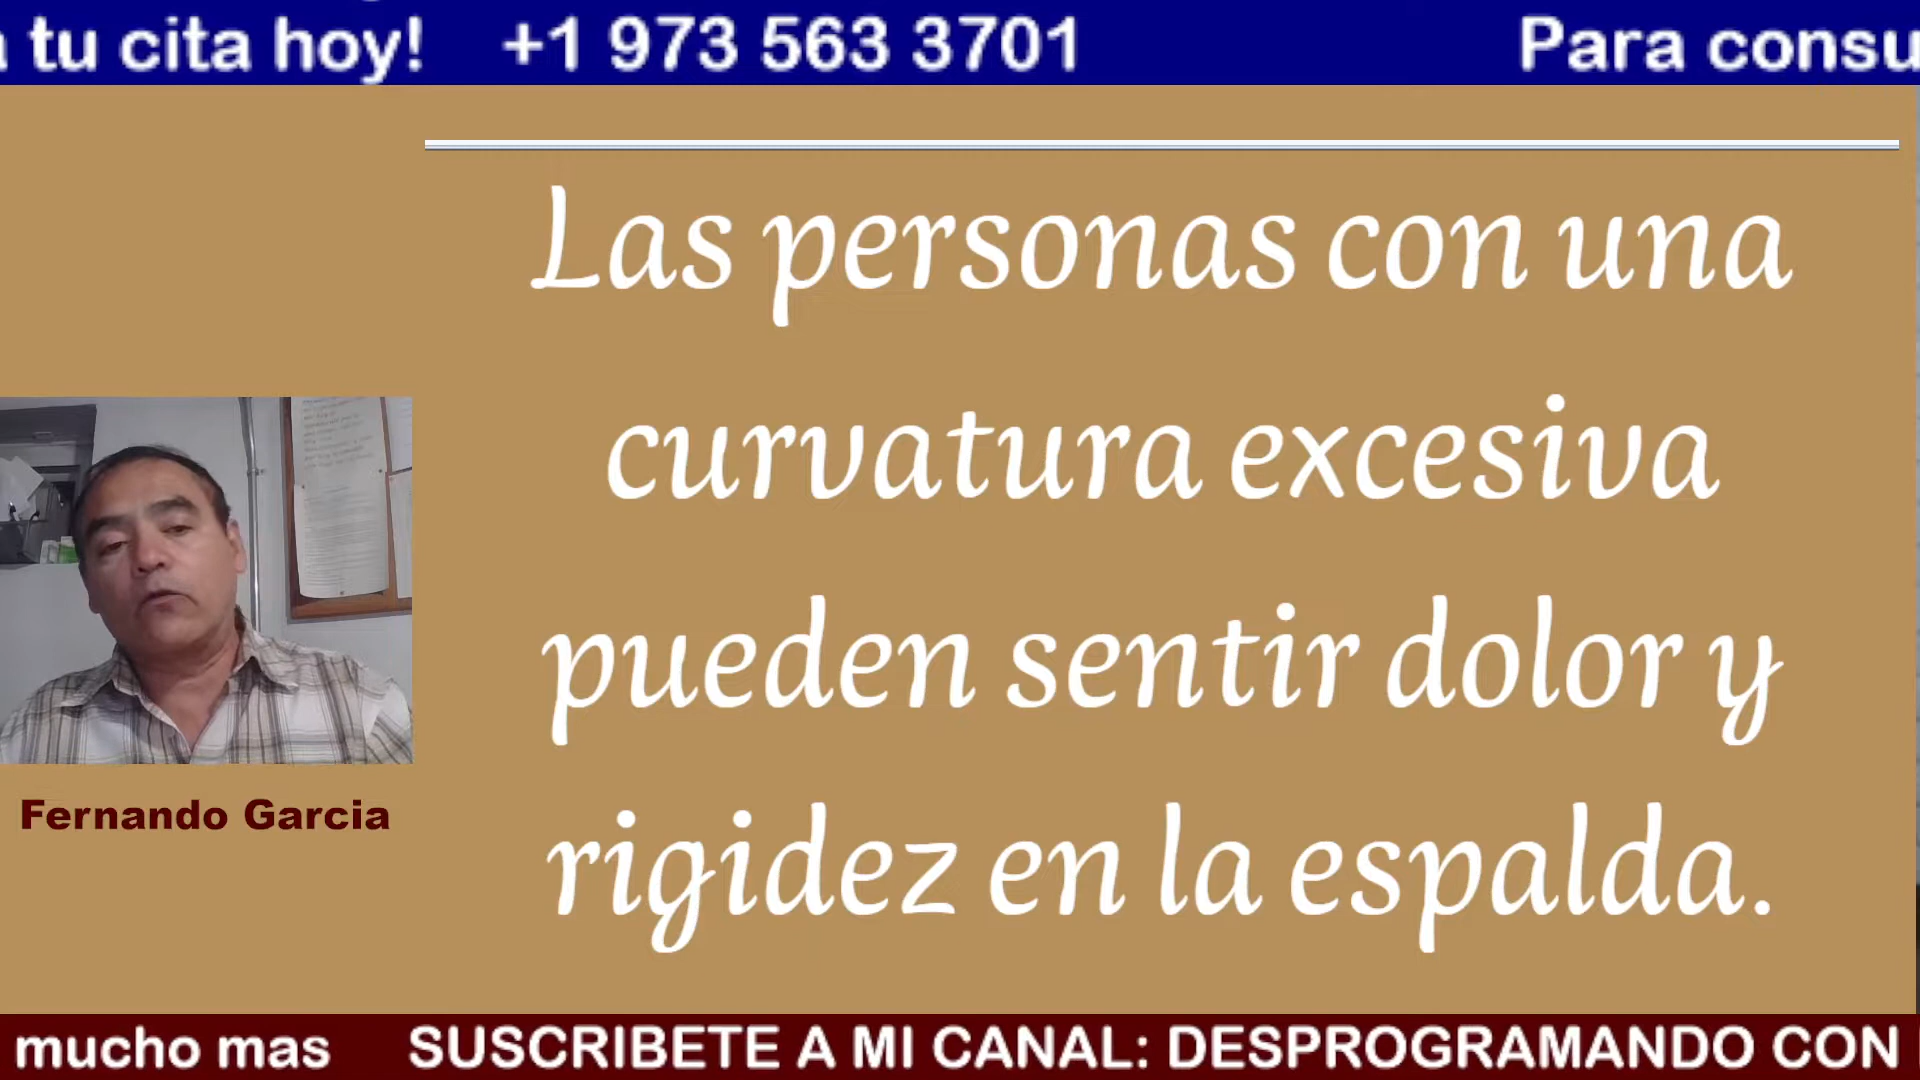 tu cita hoy! +1 973 563 3701 Para consu
Las personas con una
curvatura excesiva
pueden sentir dolor y
rigidez en la espalda.
Fernando Garcia
mucho mas SUSCRIBETE A MI CANAL: DESPROGRAMANDO CON